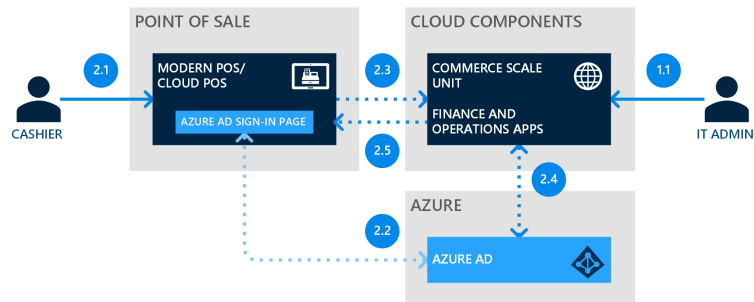 POINT OF SALE
CLOUD COMPONENTS
2.1
MODERN POS/
CLOUD POS
2.3
COMMERCE SCALE
UNIT
1.1
AZURE AD SIGN-IN PAGE
FINANCE AND
OPERATIONS APPS
CASHIER
IT ADMIN
2.5
2.4
AZURE
2.2
AZURE AD